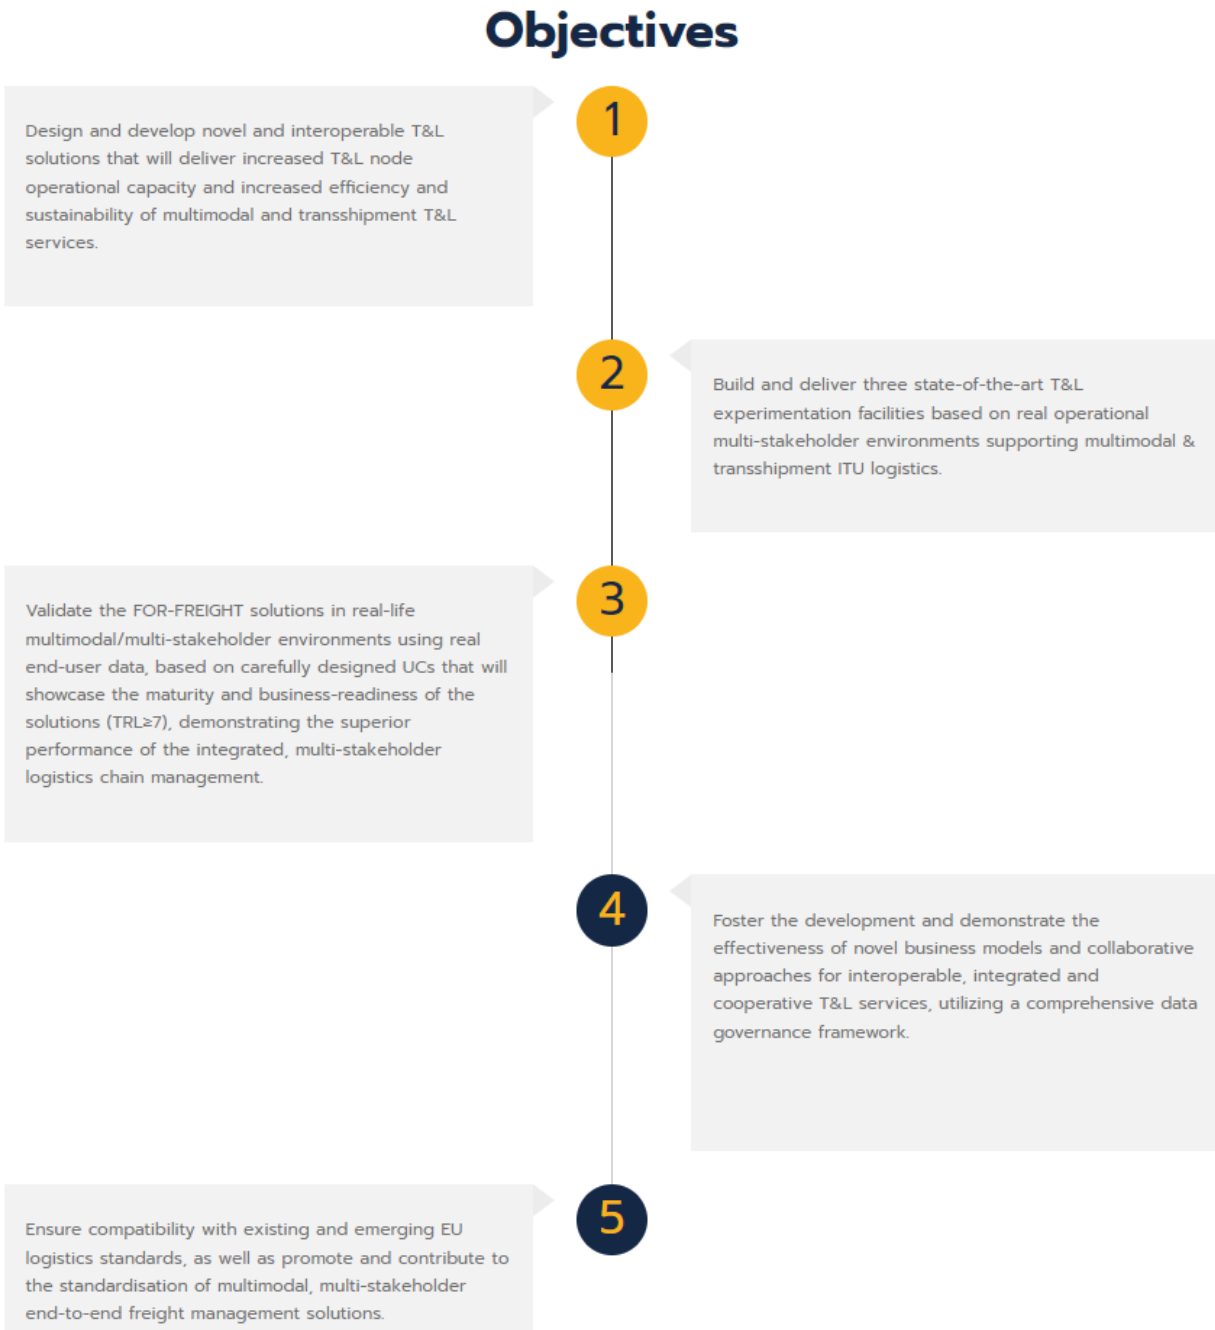 Objectives
1
Design and develop novel and interoperable T&L
solutions that will deliver increased T&L node
operational capacity and increased efficiency and
sustainability of multimodal and transshipment T&L
services.
2
Build and deliver three state-of-the-art T&L
experimentation facilities based on real operational
multi-stakeholder environments supporting multimodal &
transshipment ITU logistics.
3
Validate the FOR-FREIGHT solutions in real-life
multimodal/multi-stakeholder environments using real
end-user data, based on carefully designed UCs that will
showcase the maturity and business-readiness of the
solutions (TRL≥7), demonstrating the superior
performance of the integrated, multi-stakeholder
logistics chain management.
4
Foster the development and demonstrate the
effectiveness of novel business models and collaborative
approaches for interoperable, integrated and
cooperative T&L services, utilizing a comprehensive data
governance framework.
5
Ensure compatibility with existing and emerging EU
logistics standards, as well as promote and contribute to
the standardisation of multimodal, multi-stakeholder
end-to-end freight management solutions.